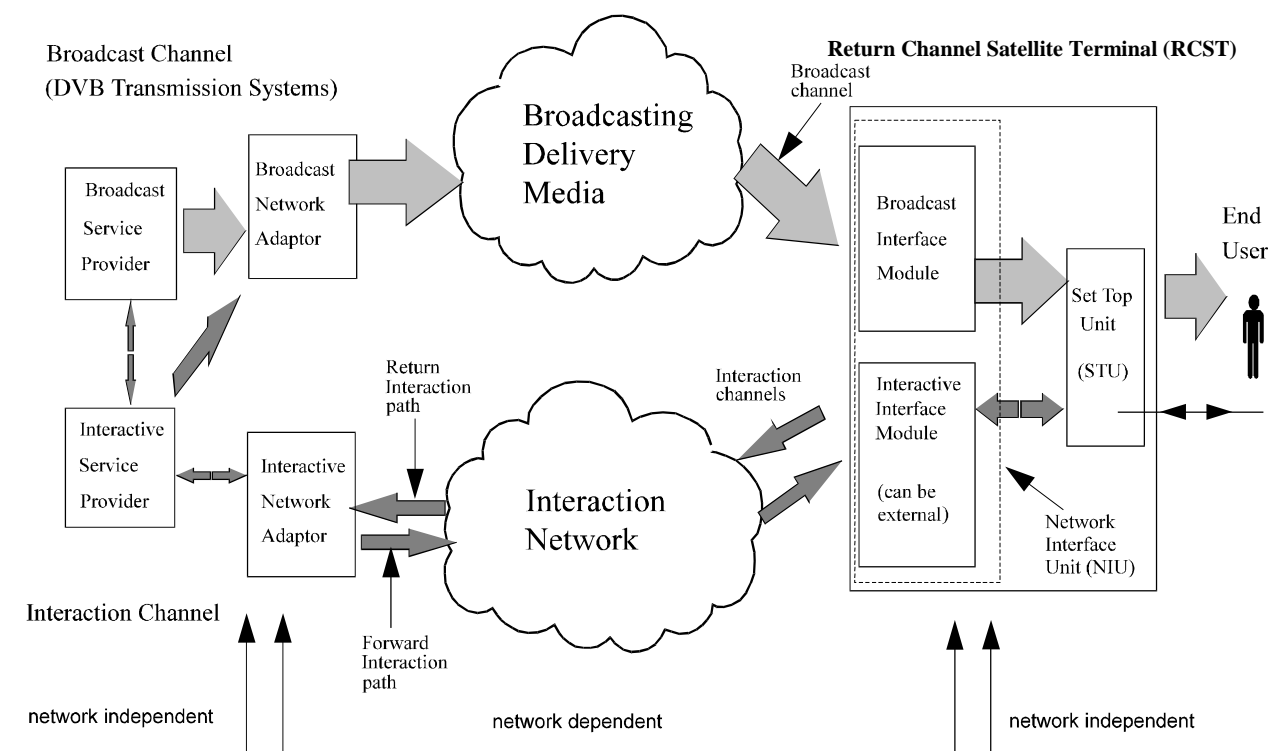 Broadcast Channel
(DVB Transmission Systems)
Return Channel Satellite Terminal (RCST)
Broadcast
channel
Broadcasting
Delivery
Media
Broadcast
Service
Provider
Broadcast
Network
Adaptor
Broadcast
Interface
Module
Set Top
Unit
(STU)
End
User
Return
Interaction
path
Interaction
channels
Interactive
Interface
Module
(can be
external)
Interactive
Service
Provider
Interactive
Network
Adaptor
Interaction
Network
Network
Interface
Unit (NIU)
Interaction Channel
Forward
Interaction
path
network independent
network dependent
network independent